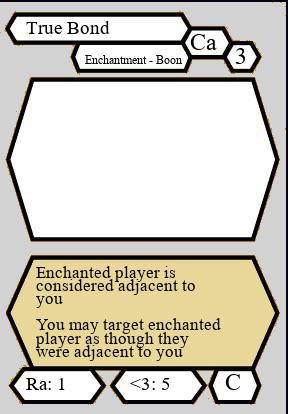 True Bond
Ca
Enchantment - Boon
3
Enchanted player is
considered adjacent to
you
You may target enchanted
player as though they
were adjacent to you
Ra: 1
<3: 5
C